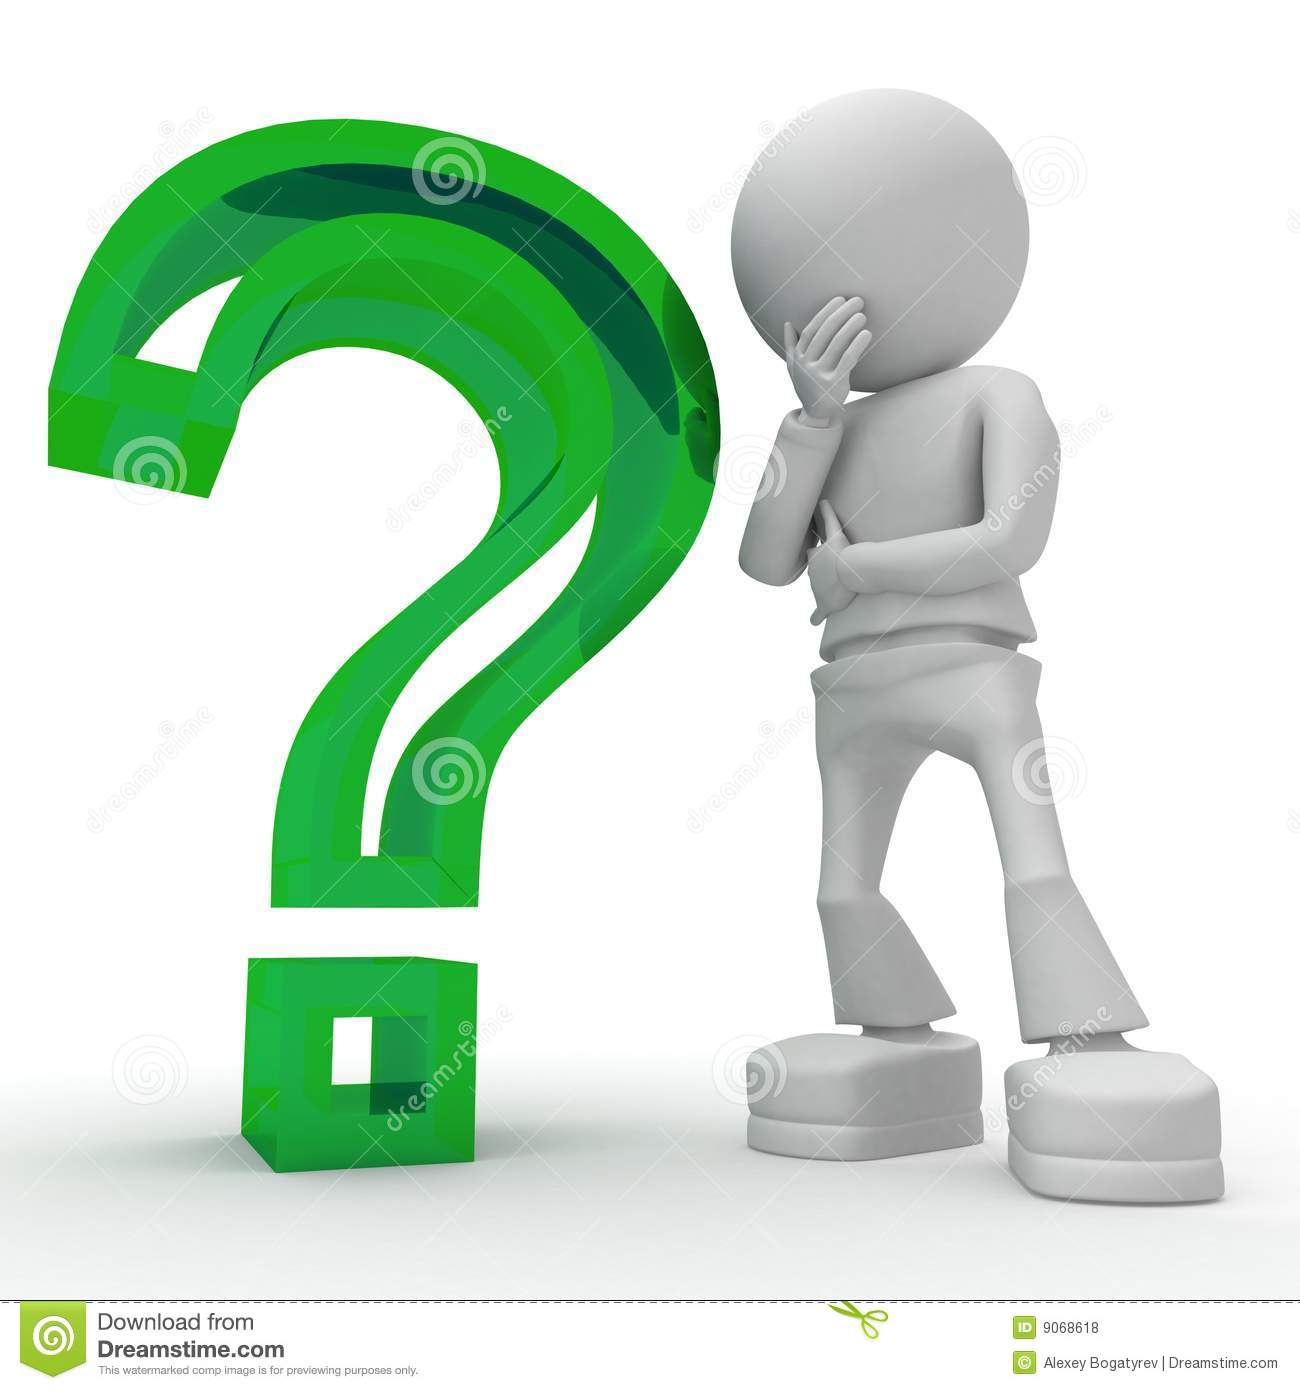 ?
Download from
Dreamstime.com
This watermarked comp image is for previewing purposes only.
ID 9068618
© Alexey Bogatyrev | Dreamstime.com
dreamstime